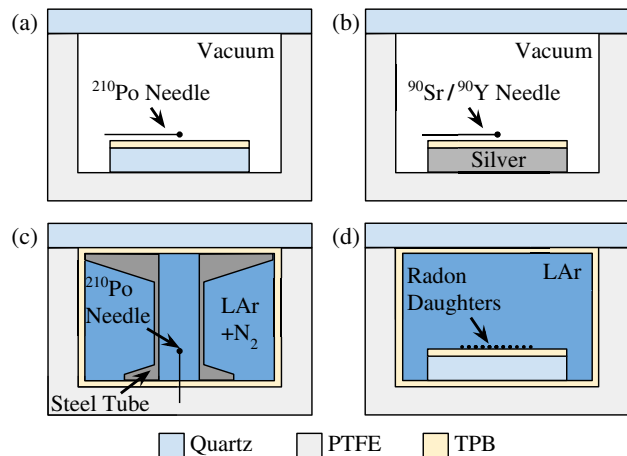 (a)
Vacuum
²¹⁰Po Needle
(b)
Vacuum
⁹⁰Sr/⁹⁰Y Needle
Silver
(c)
²¹⁰Po
Needle
LAr
+N₂
Steel Tube
(d)
LAr
Radon
Daughters
Quartz
PTFE
TPB